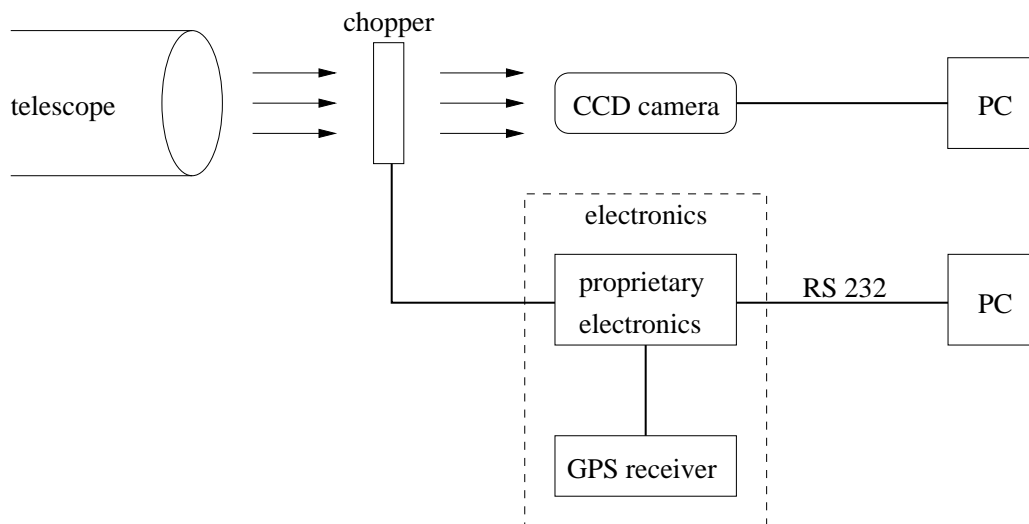 chopper
telescope
CCD camera
PC
electronics
proprietary
electronics
RS 232
PC
GPS receiver